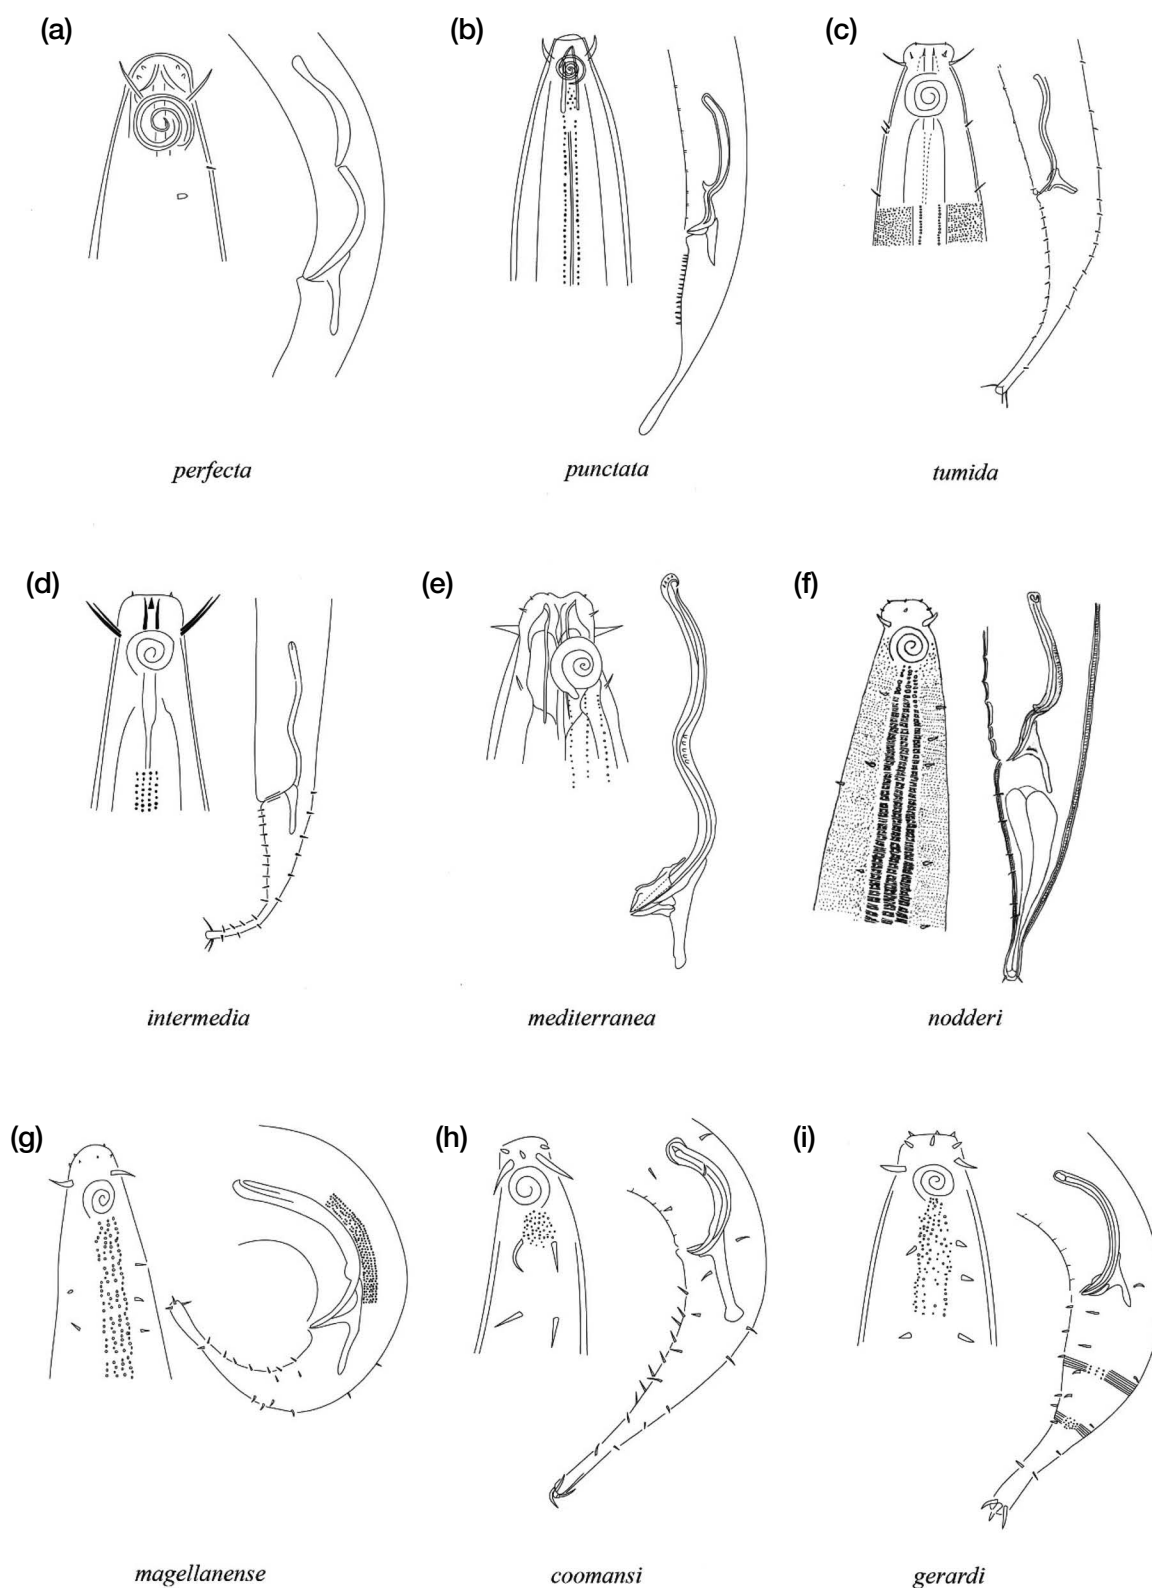 (a) (b) (c)
perfecta punctata tumida
(d) (e) (f)
intermedia mediterranea nodderi
(g) (h) (i)
magellanense coomansi gerardi